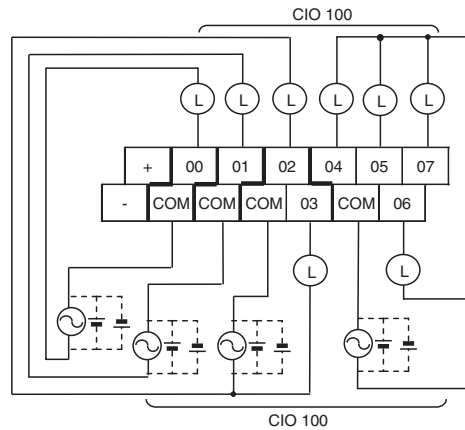 CIO 100
L L L L L L
+ 00 01 02 04 05 07
- COM COM COM 03 COM 06
L L
CIO 100